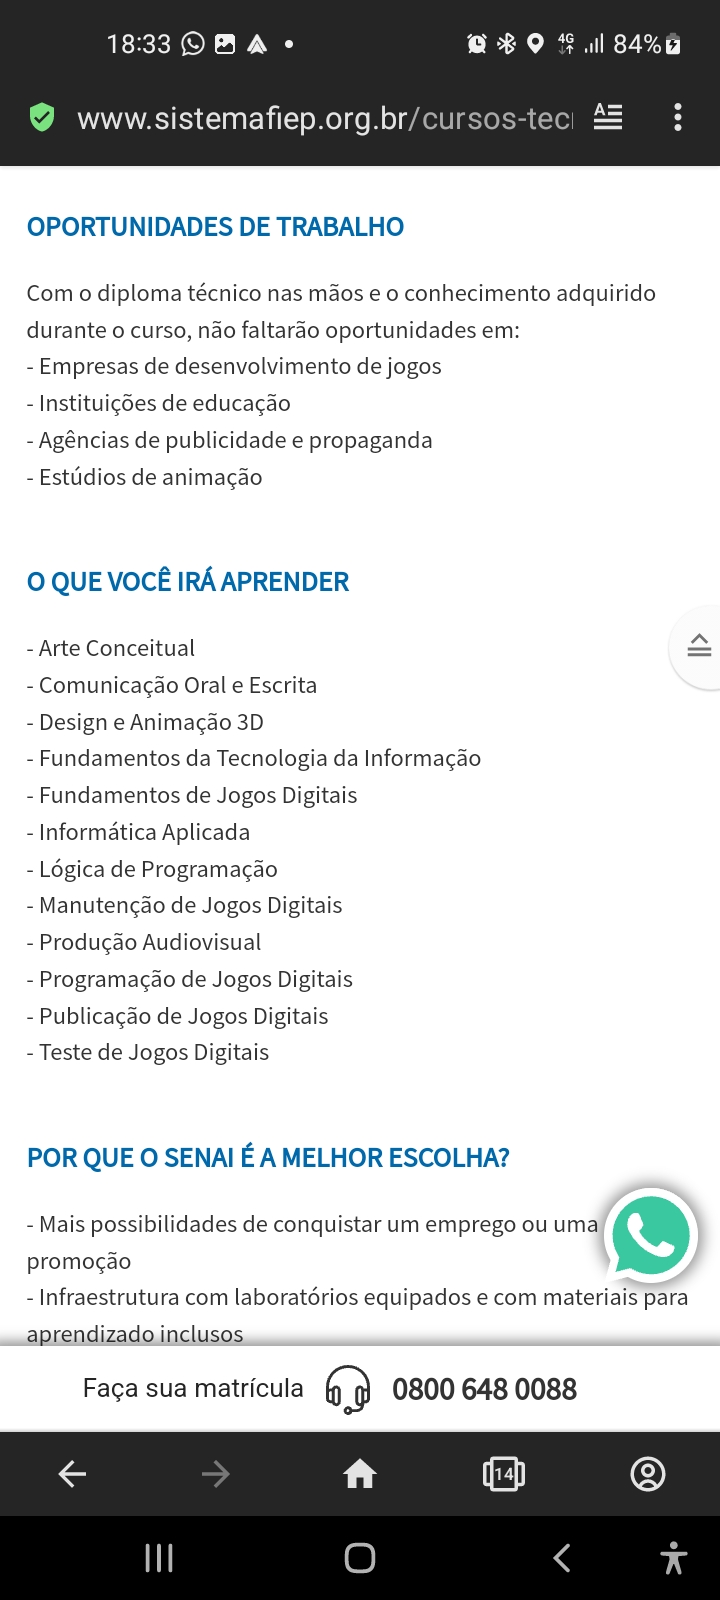 18:33
4G
84%
www.sistemafiep.org.br/cursos-tec
A
OPORTUNIDADES DE TRABALHO
Com o diploma técnico nas mãos e o conhecimento adquirido
durante o curso, não faltarão oportunidades em:
- Empresas de desenvolvimento de jogos
- Instituições de educação
- Agências de publicidade e propaganda
- Estúdios de animação
O QUE VOCÊ IRÁ APRENDER
- Arte Conceitual
- Comunicação Oral e Escrita
- Design e Animação 3D
- Fundamentos da Tecnologia da Informação
- Fundamentos de Jogos Digitais
- Informática Aplicada
- Lógica de Programação
- Manutenção de Jogos Digitais
- Produção Audiovisual
- Programação de Jogos Digitais
- Publicação de Jogos Digitais
- Teste de Jogos Digitais
POR QUE O SENAI É A MELHOR ESCOLHA?
- Mais possibilidades de conquistar um emprego ou uma
promoção
- Infraestrutura com laboratórios equipados e com materiais para
aprendizado inclusos
Faça sua matrícula 0800 648 0088
14